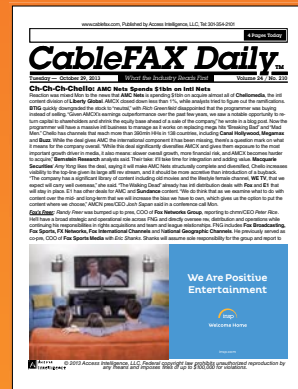 www.cablefax.com, Published by Access Intelligence, LLC, Tel: 301-354-2101
4 Pages Today
CableFAX Daily™
Tuesday — October 29, 2013
What the Industry Reads First
Volume 24 / No. 210
Ch-Ch-Ch-Chello: AMC Nets Spends $1bln on Intl Nets
Reaction was mixed Mon to the news that AMC Nets is spending $1bln on acquire almost all of Chellomedia, the intl
content division of Liberty Global. AMCX closed down less than 1%, while analysts tried to figure out the ramifications.
BTIG quickly downgraded the stock to "neutral," with Rich Greenfield disappointed that the programmer was buying
instead of selling. "Given AMCX's earnings outperformance over the past few years, we saw a notable opportunity to re-
turn capital to shareholders and shrink the equity base ahead of a sale of the company," he wrote in a blog post. Now the
programmer will have a massive intl business to manage as it works on replacing mega hits "Breaking Bad" and "Mad
Men." Chello has channels that reach more than 390mln HHs in 138 countries, including Canal Hollywood, Megamax
and Buzz. While the deal gives AMC the international component it has been missing, there's a question mark on what
it means for the company overall. "While this deal significantly diversifies AMCX and gives them exposure to the most
important growth driver in media, it also means: slower overall growth, more financial risk, and AMCX becomes harder
to acquire," Bernstein Research analysts said. Their take: It'll take time for integration and adding value. Macquarie
Securities' Amy Yong likes the deal, saying it will make AMC Nets structurally complete and diversified. Chello increases
visibility to the top-line given its large affil rev stream, and it should be more accretive than introduction of a buyback.
"The company has a significant library of content including old movies and the lifestyle female channel, WE TV, that we
expect will carry well overseas," she said. "The Walking Dead" already has intl distribution deals with Fox and E1 that
will stay in place. E1 has other deals for AMC and Sundance content. "We do think that as we examine what to do with
content over the mid- and long-term that we will increase the bias we have to own, which gives us the option to put the
content where we choose," AMCN pres/CEO Josh Sapan said in a conference call Mon.
Fox's Freer: Randy Freer was bumped up to pres, COO of Fox Networks Group, reporting to chmn/CEO Peter Rice.
He'll have a broad strategic and operational role across FNG and directly oversee rev, distribution and operations while
continuing his responsibilities in rights acquisitions and team and league relationships. FNG includes Fox Broadcasting,
Fox Sports, FX Networks, Fox International Channels and National Geographic Channels. He previously served as
co-pres, COO of Fox Sports Media with Eric Shanks. Shanks will assume sole responsibility for the group and report to
We Are Positive
Entertainment
insp
Welcome Home
insp.com
Access
Intelligence
© 2013 Access Intelligence, LLC. Federal copyright law prohibits unauthorized reproduction by
any means and imposes fines of up to $100,000 for violations.